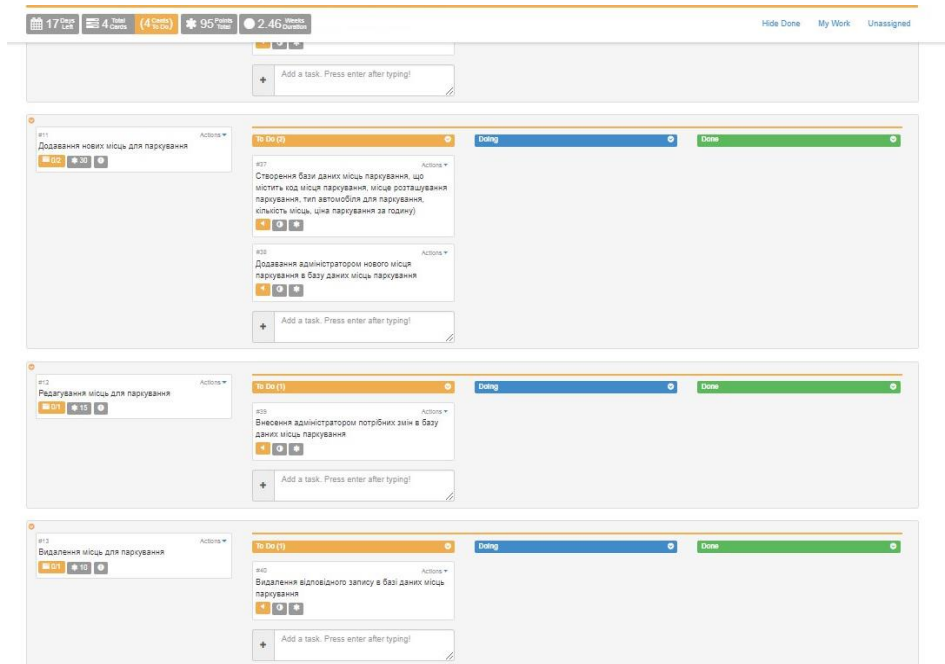 17 Days Left 4 Total Cards (4 Cards To Do) 95 Points Total 2.46 Weeks Duration
Hide Done My Work Unassigned
+ Add a task. Press enter after typing!
#11 Actions
Додавання нових місць для паркування
0/2 30
To Do (2) Doing Done
#37 Actions
Створення бази даних місць паркування, що
містить код місця паркування, місце розташування
паркування, тип автомобіля для паркування,
кількість місць, ціна паркування за годину)
#38 Actions
Додавання адміністратором нового місця
паркування в базу даних місць паркування
+ Add a task. Press enter after typing!
#12 Actions
Редагування місць для паркування
0/1 15
To Do (1) Doing Done
#39 Actions
Внесення адміністратором потрібних змін в базу
даних місць паркування
+ Add a task. Press enter after typing!
#13 Actions
Видалення місць для паркування
0/1 10
To Do (1) Doing Done
#40 Actions
Видалення відповідного запису в базі даних місць
паркування
+ Add a task. Press enter after typing!